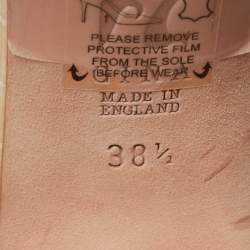 PLEASE REMOVE
PROTECTIVE FILM
FROM THE SOLE
BEFORE WEAR
MADE IN
ENGLAND
38½